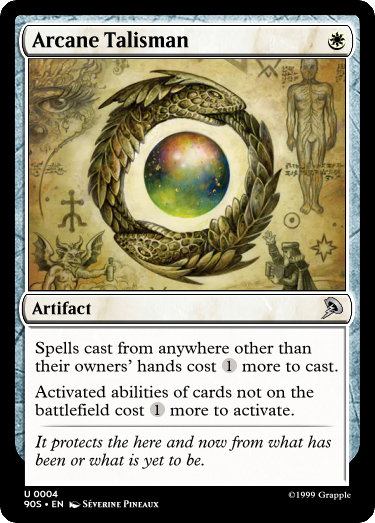 Arcane Talisman
Artifact
Spells cast from anywhere other than
their owners' hands cost 1 more to cast.
Activated abilities of cards not on the
battlefield cost 1 more to activate.
It protects the here and now from what has
been or what is yet to be.
U 0004
90S • EN Séverine Pineaux
©1999 Grapple